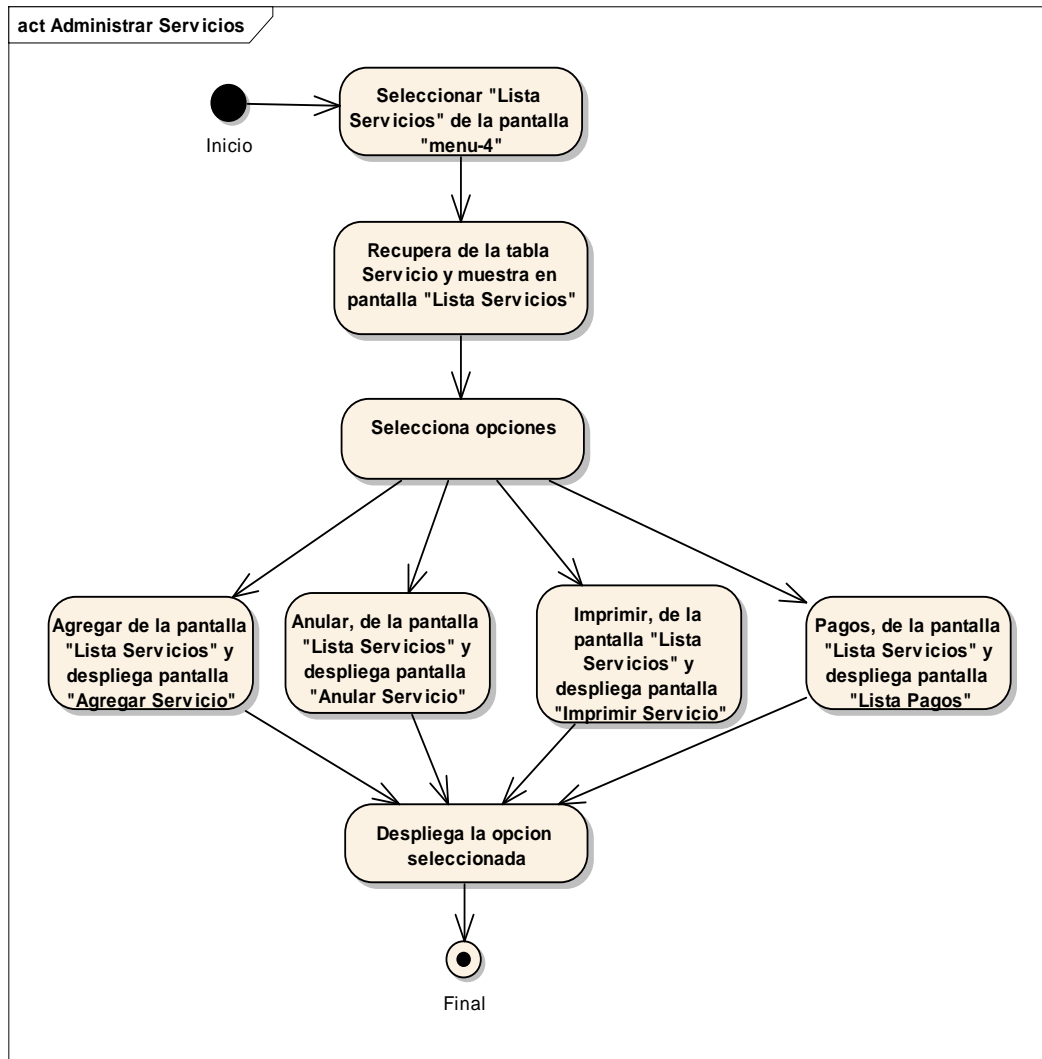 act Administrar Servicios
Inicio
Seleccionar "Lista
Servicios" de la pantalla
"menu-4"
Recupera de la tabla
Servicio y muestra en
pantalla "Lista Servicios"
Selecciona opciones
Agregar de la pantalla
"Lista Servicios" y
despliega pantalla
"Agregar Servicio"
Anular, de la pantalla
"Lista Servicios" y
despliega pantalla
"Anular Servicio"
Imprimir, de la
pantalla "Lista
Servicios" y
despliega pantalla
"Imprimir Servicio"
Pagos, de la pantalla
"Lista Servicios" y
despliega pantalla
"Lista Pagos"
Despliega la opcion
seleccionada
Final